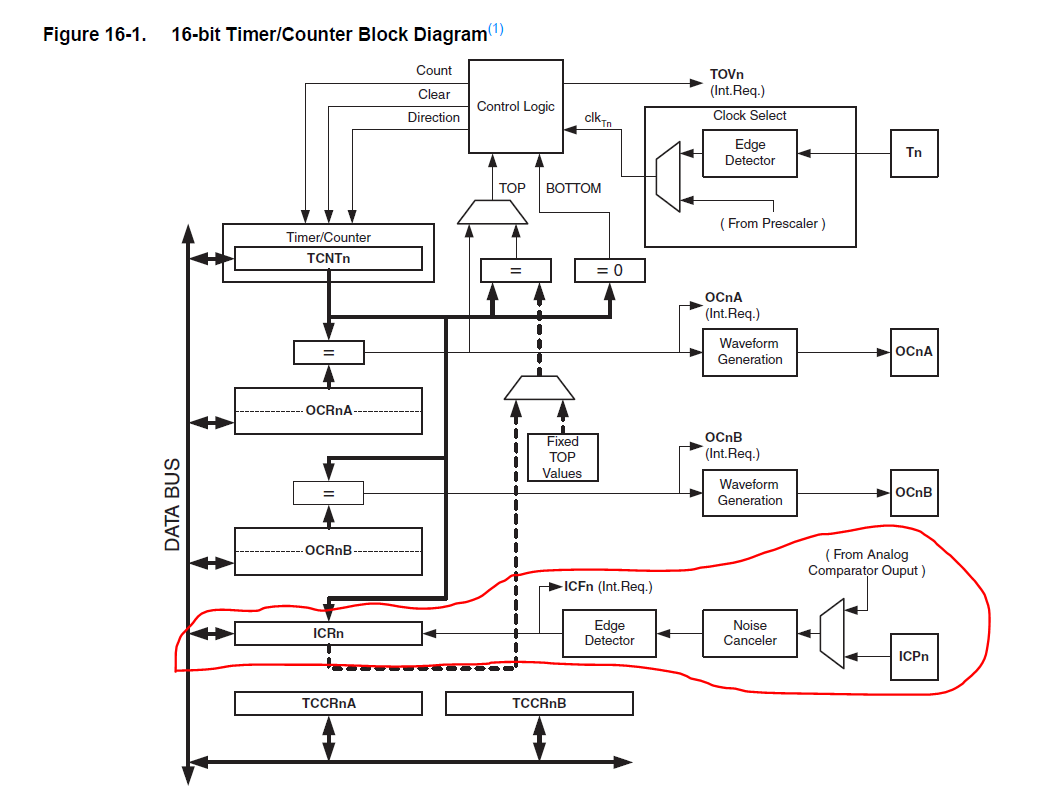 Figure 16-1. 16-bit Timer/Counter Block Diagram(1)
Count
Clear
Direction
Control Logic
TOVn
(Int.Req.)
clkTn
Clock Select
Edge
Detector
Tn
( From Prescaler )
TOP
BOTTOM
Timer/Counter
TCNTn
=
= 0
OCnA
(Int.Req.)
=
Waveform
Generation
OCnA
OCRnA
Fixed
TOP
Values
OCnB
(Int.Req.)
=
Waveform
Generation
OCnB
OCRnB
DATA BUS
( From Analog
Comparator Ouput )
ICFn (Int.Req.)
ICRn
Edge
Detector
Noise
Canceler
ICPn
TCCRnA
TCCRnB